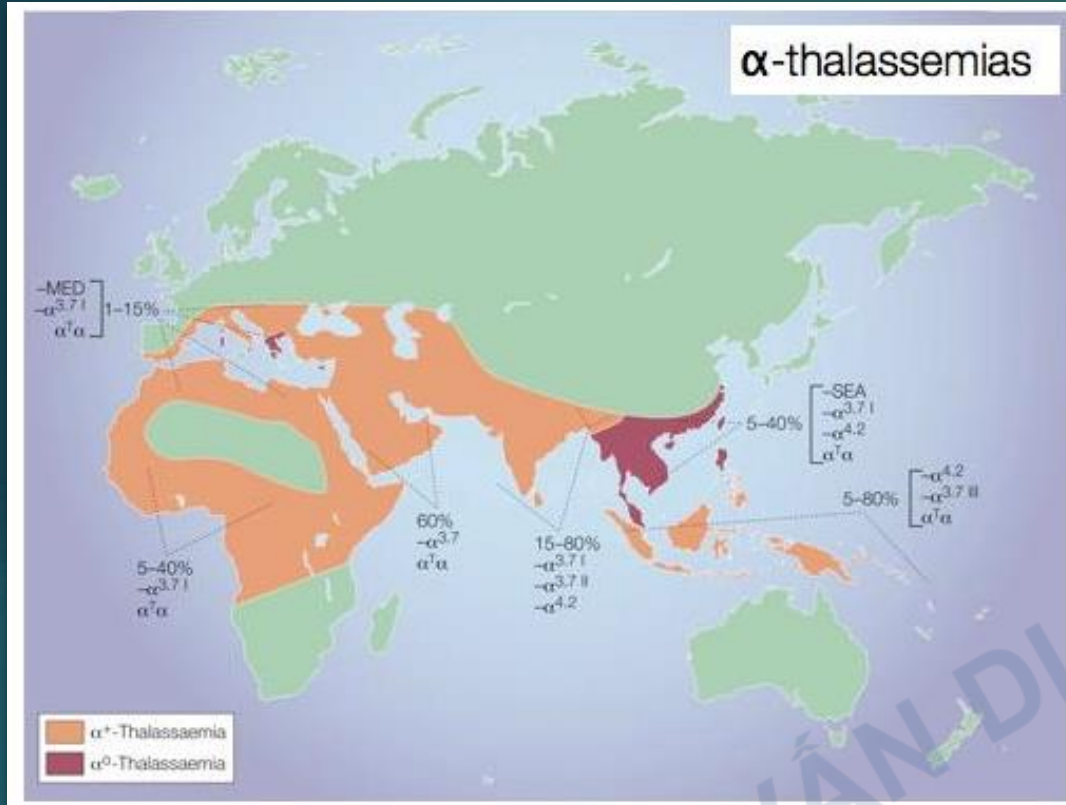 α-thalassemias
–MED
–α3.7 I
αTα
1–15%
–SEA
–α3.7 I
–α4.2
αTα
5–40%
–α4.2
–α3.7 III
αTα
5–80%
60%
–α3.7
αTα
15–80%
–α3.7 I
–α3.7 II
–α4.2
5–40%
–α3.7 I
αTα
α+-Thalassaemia
α0-Thalassaemia